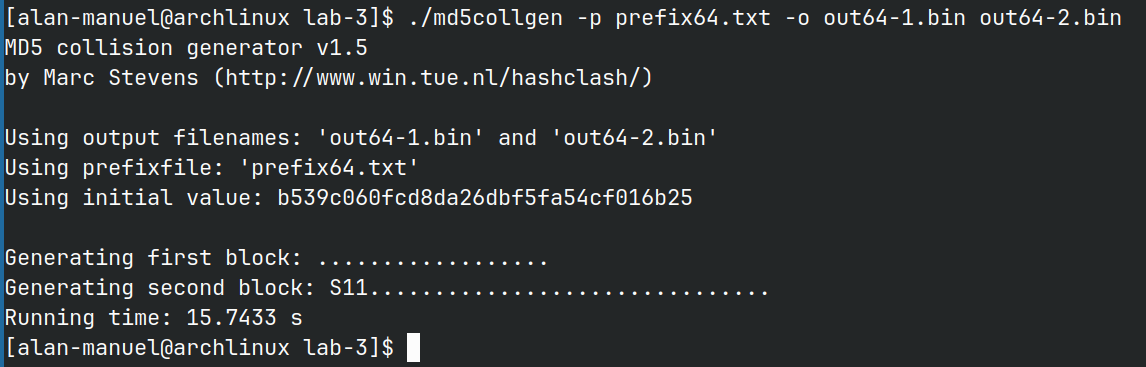 [alan-manuel@archlinux lab-3]$ ./md5collgen -p prefix64.txt -o out64-1.bin out64-2.bin
MD5 collision generator v1.5
by Marc Stevens (http://www.win.tue.nl/hashclash/)
Using output filenames: 'out64-1.bin' and 'out64-2.bin'
Using prefixfile: 'prefix64.txt'
Using initial value: b539c060fcd8da26dbf5fa54cf016b25
Generating first block: ..................
Generating second block: S11...............................
Running time: 15.7433 s
[alan-manuel@archlinux lab-3]$